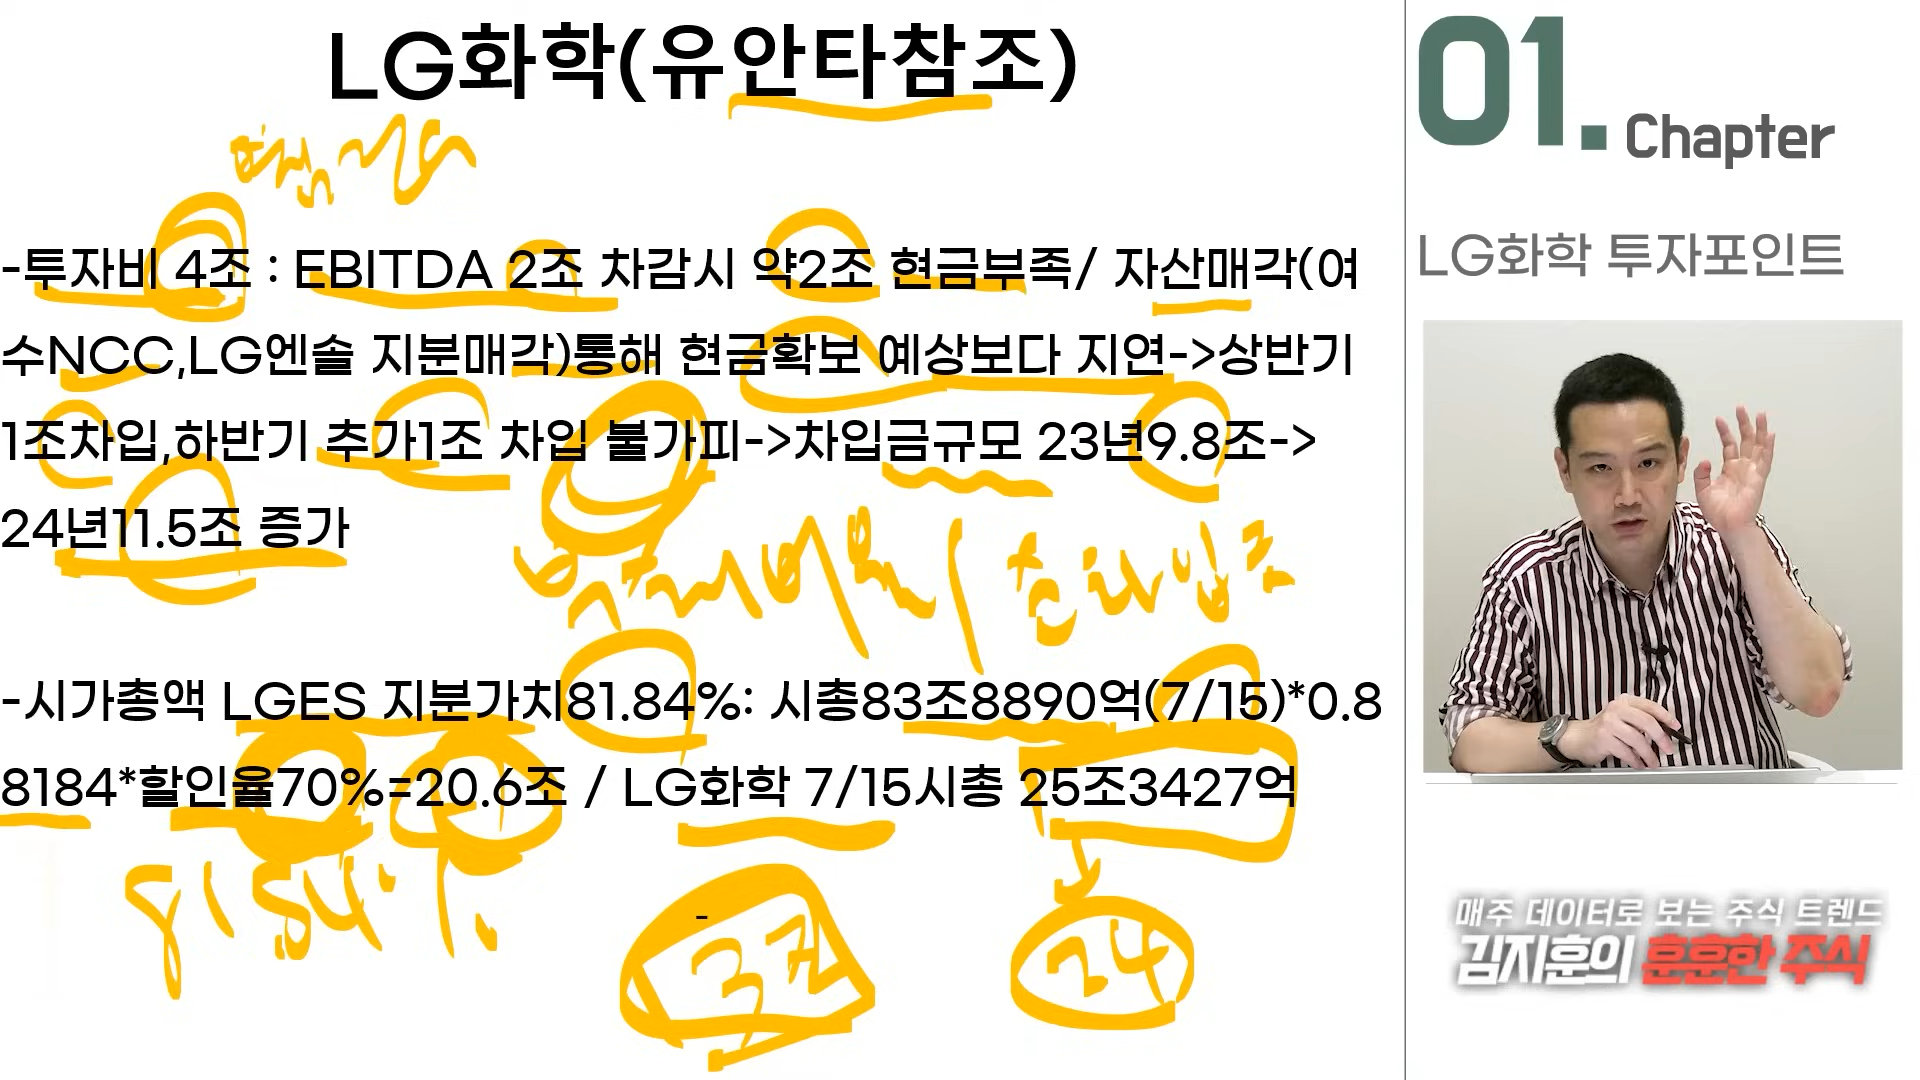 LG화학(유안타참조)
-투자비 4조 : EBITDA 2조 차감시 약2조 현금부족/ 자산매각(여
수NCC,LG엔솔 지분매각)통해 현금확보 예상보다 지연->상반기
1조차입,하반기 추가1조 차입 불가피->차입금규모 23년9.8조->
24년11.5조 증가
-시가총액 LGES 지분가치81.84%: 시총83조8890억(7/15)*0.8
8184*할인율70%=20.6조 / LG화학 7/15시총 25조3427억
-
3조
24
01. Chapter
LG화학 투자포인트
매주 데이터로 보는 주식 트렌드
김지훈의 훈훈한 주식